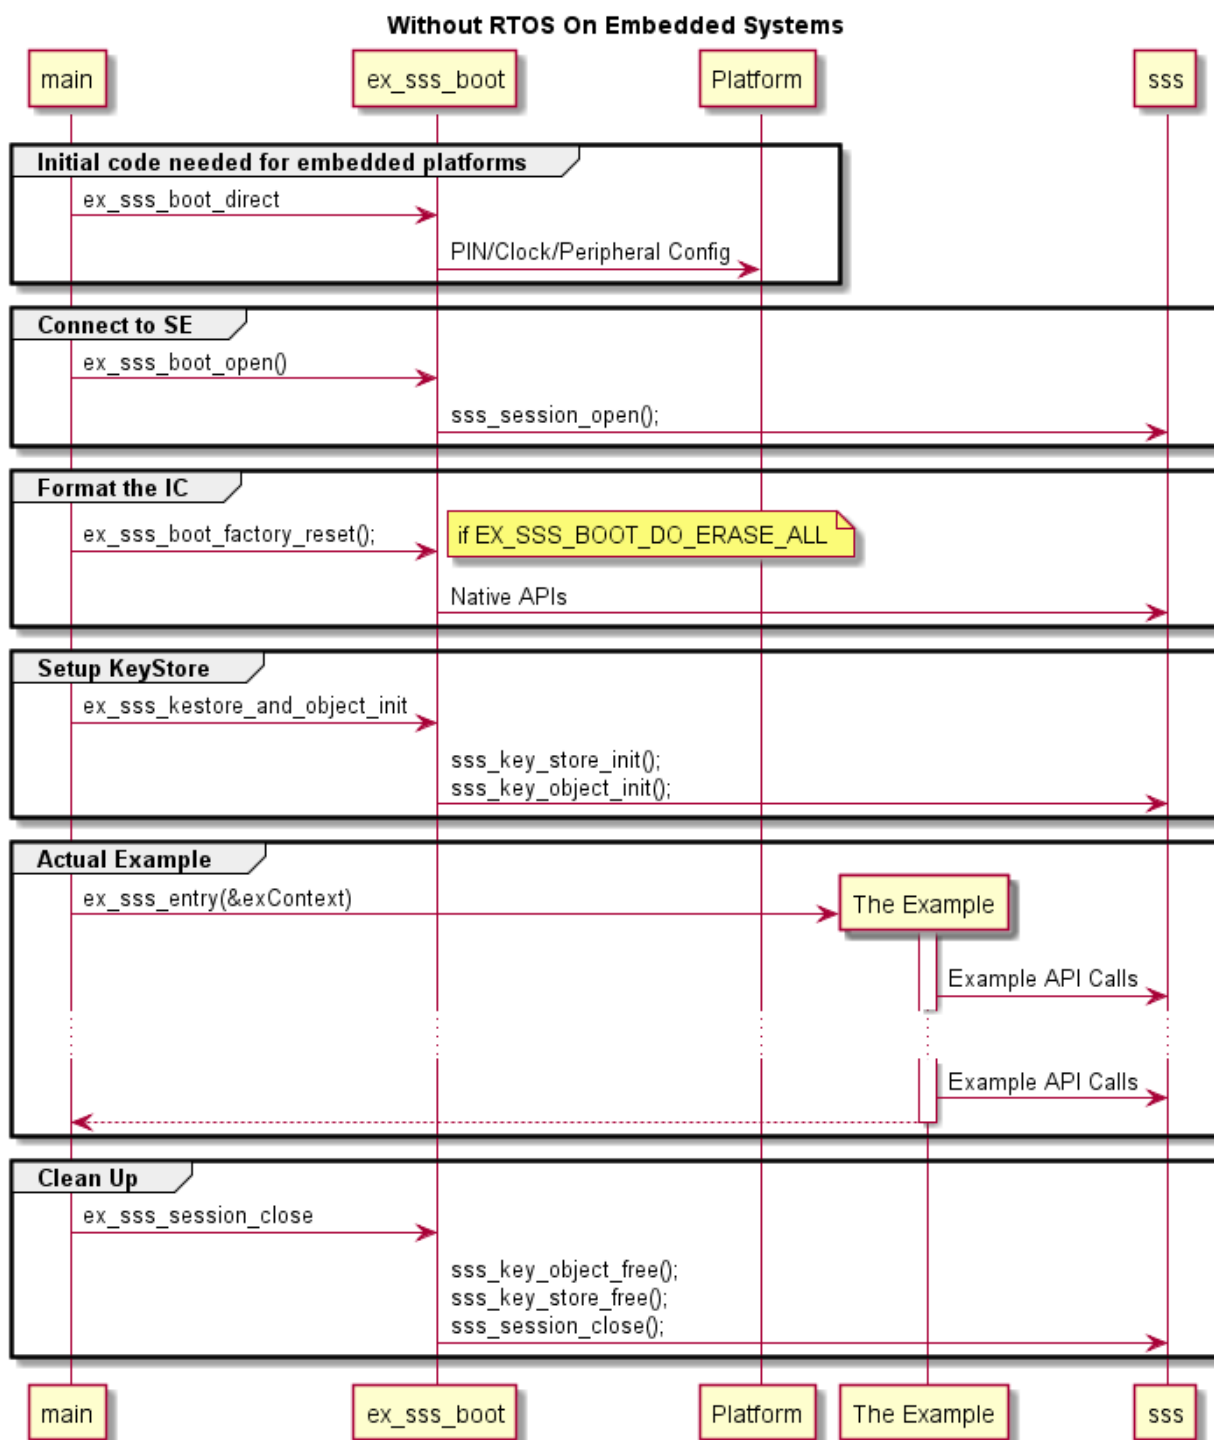 Without RTOS On Embedded Systems
main
ex_sss_boot
Platform
sss
Initial code needed for embedded platforms
ex_sss_boot_direct
PIN/Clock/Peripheral Config
Connect to SE
ex_sss_boot_open()
sss_session_open();
Format the IC
ex_sss_boot_factory_reset();
if EX_SSS_BOOT_DO_ERASE_ALL
Native APIs
Setup KeyStore
ex_sss_kestore_and_object_init
sss_key_store_init();
sss_key_object_init();
Actual Example
ex_sss_entry(&exContext)
The Example
Example API Calls
Example API Calls
Clean Up
ex_sss_session_close
sss_key_object_free();
sss_key_store_free();
sss_session_close();
main
ex_sss_boot
Platform
The Example
sss